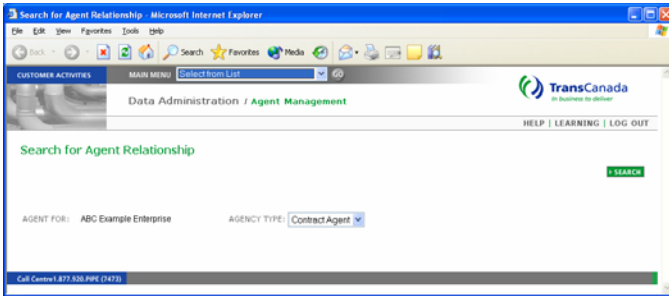 Search for Agent Relationship - Microsoft Internet Explorer
File Edit View Favorites Tools Help
Back Search Favorites Media
CUSTOMER ACTIVITIES MAIN MENU Select from List GO
TransCanada
In business to deliver
Data Administration / Agent Management
HELP | LEARNING | LOG OUT
Search for Agent Relationship
SEARCH
AGENT FOR: ABC Example Enterprise AGENCY TYPE: Contract Agent
Call Centre1.877.920.PIPE (7473)